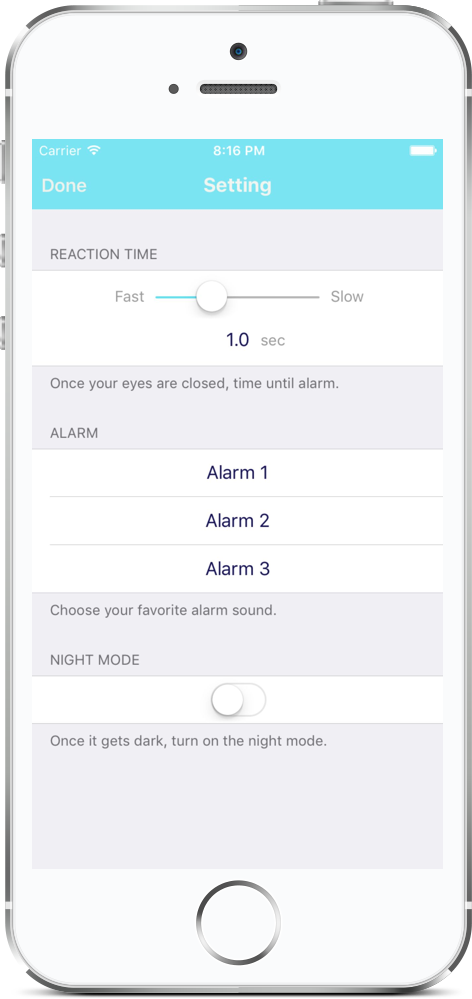 Carrier 8:16 PM
Done Setting
REACTION TIME
Fast Slow
1.0 sec
Once your eyes are closed, time until alarm.
ALARM
Alarm 1
Alarm 2
Alarm 3
Choose your favorite alarm sound.
NIGHT MODE
Once it gets dark, turn on the night mode.